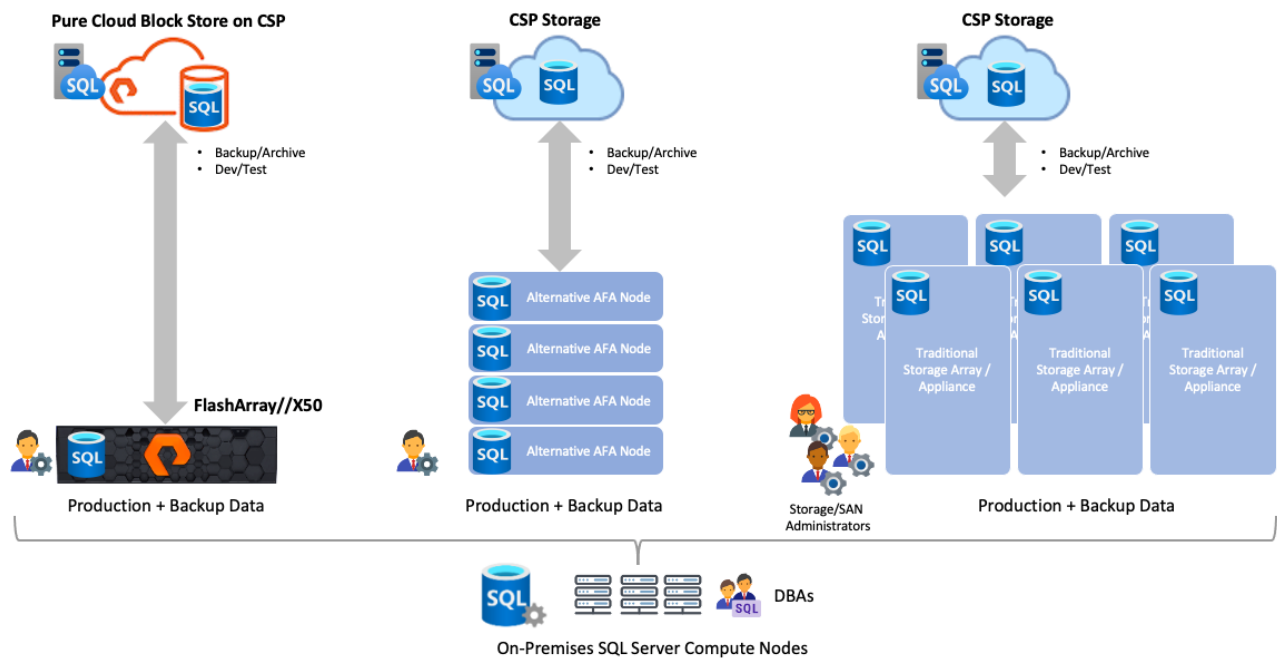 Pure Cloud Block Store on CSP
SQL
SQL
• Backup/Archive
• Dev/Test
FlashArray//X50
SQL
Production + Backup Data
CSP Storage
SQL
SQL
• Backup/Archive
• Dev/Test
SQL
Alternative AFA Node
SQL
Alternative AFA Node
SQL
Alternative AFA Node
SQL
Alternative AFA Node
Production + Backup Data
CSP Storage
SQL
SQL
• Backup/Archive
• Dev/Test
SQL
SQL
SQL
SQL
Traditional
Storage Array /
Appliance
SQL
Traditional
Storage Array /
Appliance
SQL
Traditional
Storage Array /
Appliance
Storage/SAN
Administrators
Production + Backup Data
SQL
SQL
DBAs
On-Premises SQL Server Compute Nodes